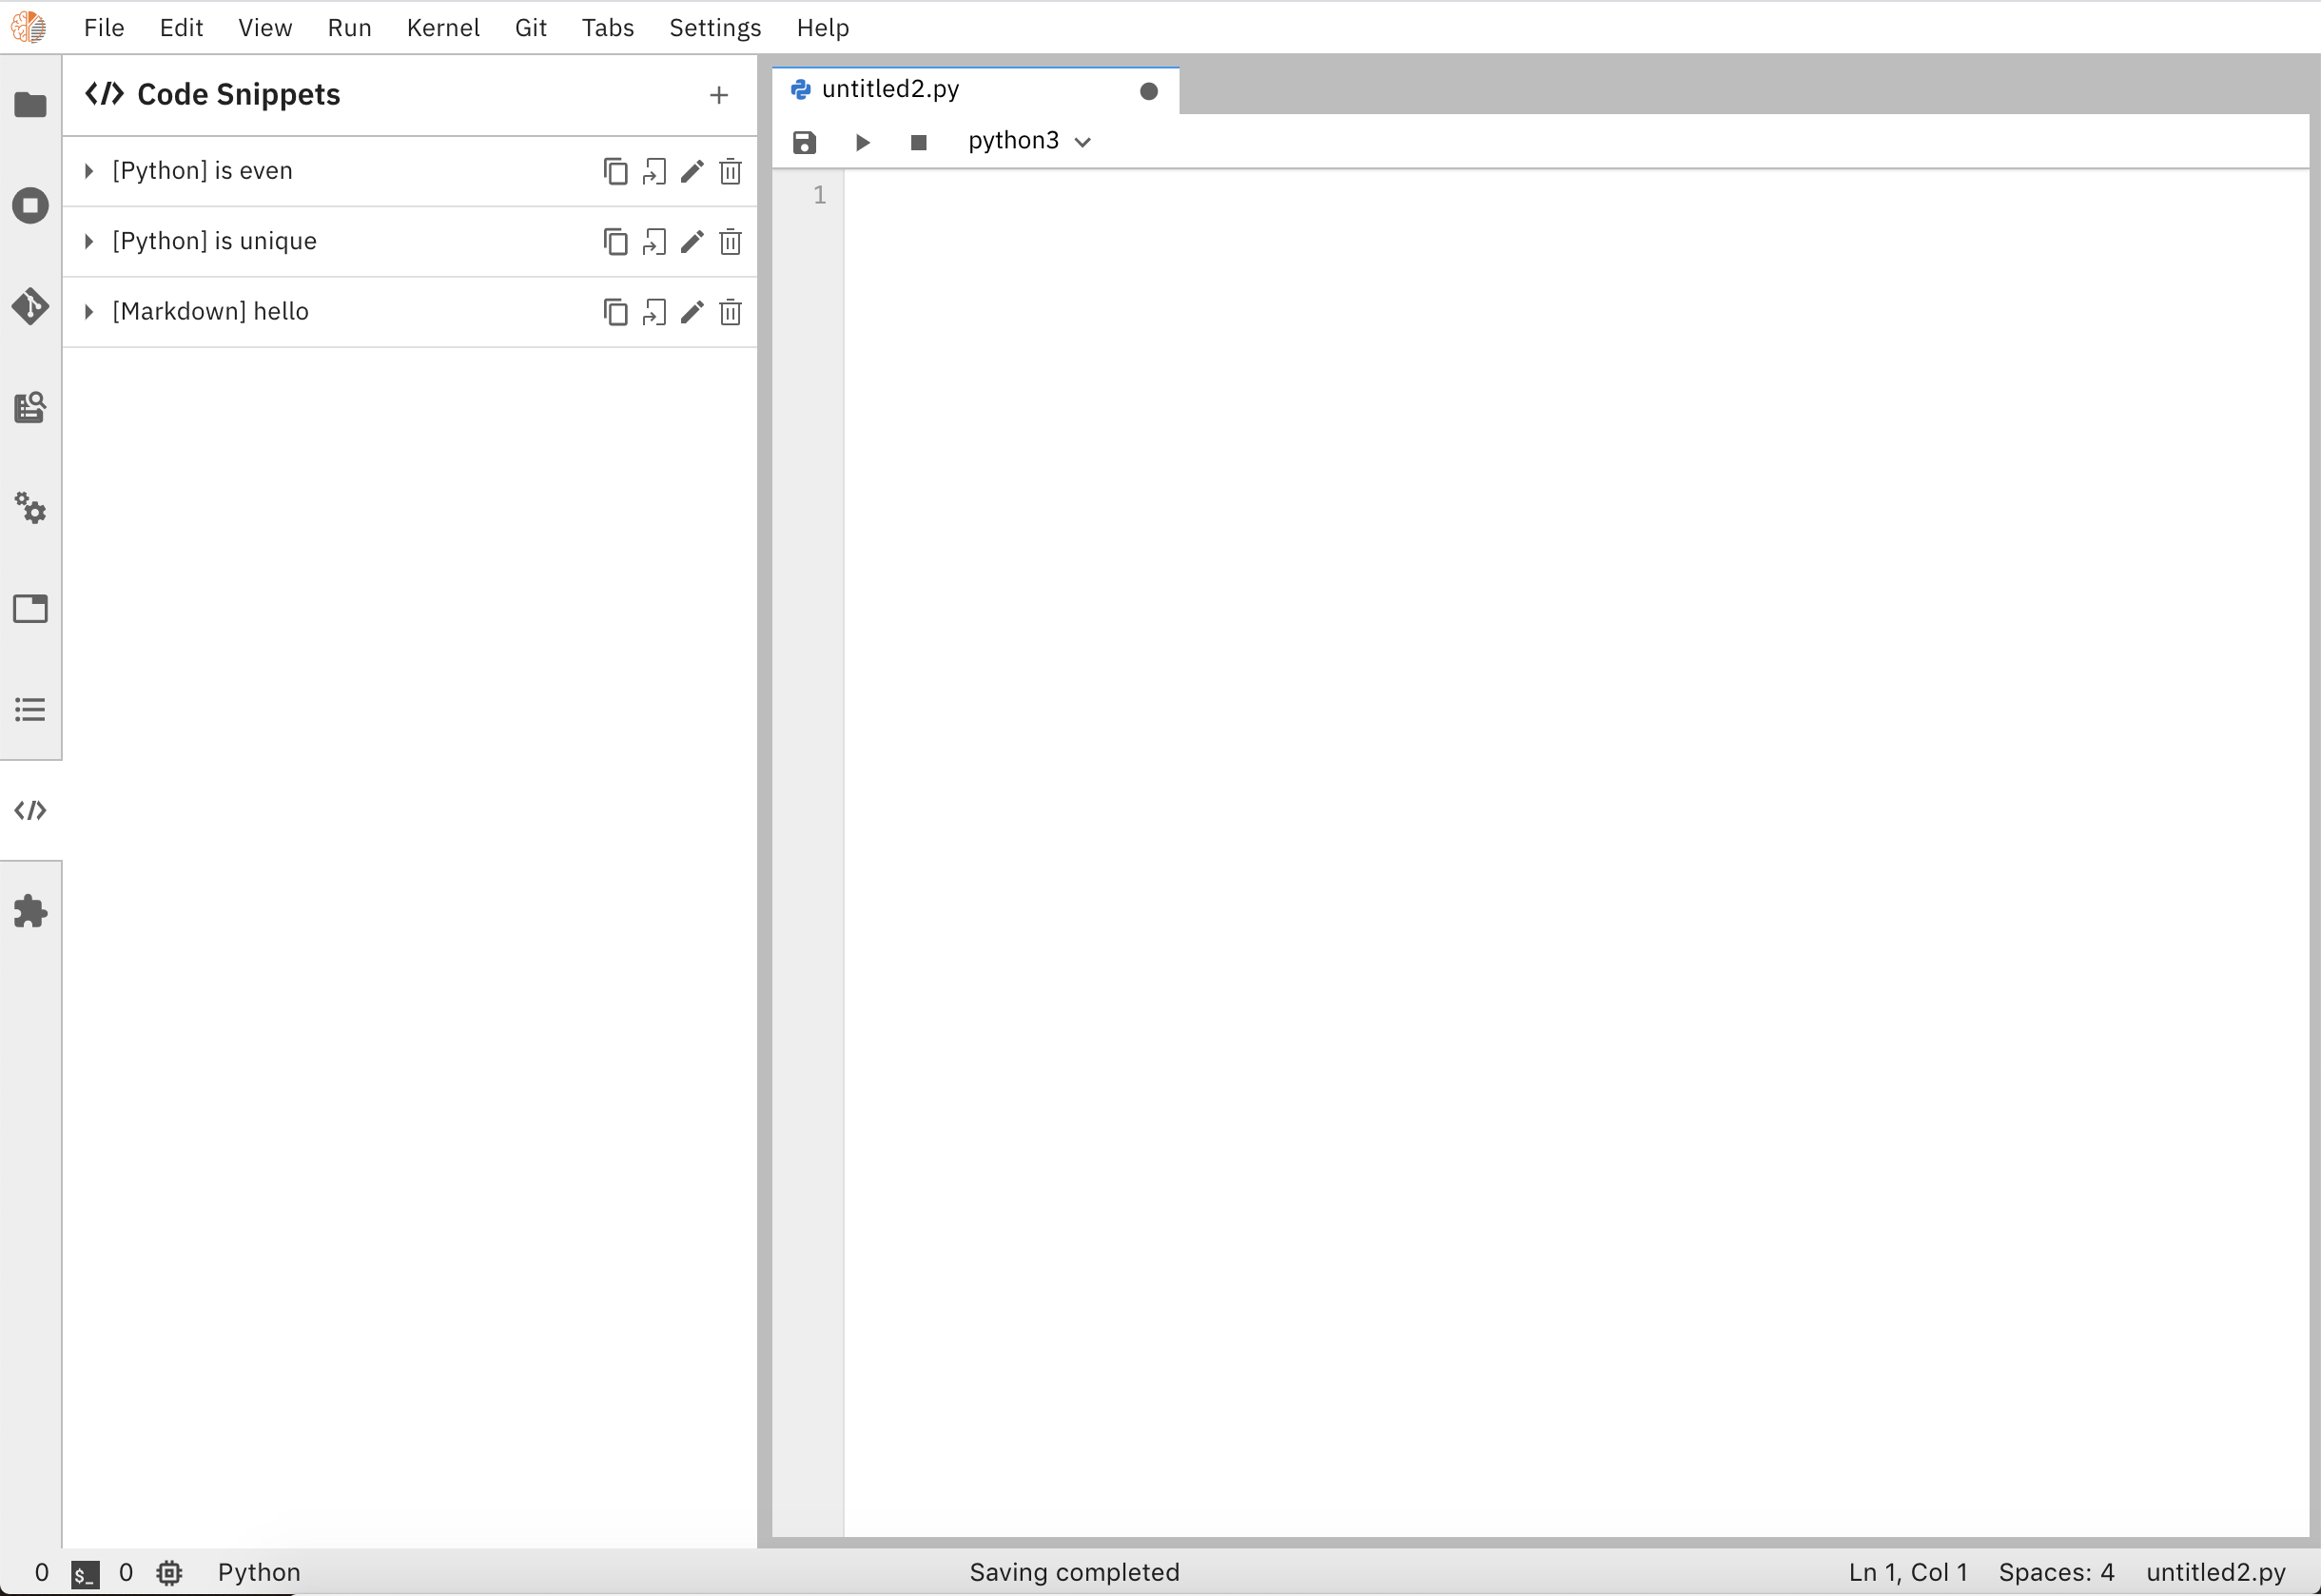 File Edit View Run Kernel Git Tabs Settings Help
</> Code Snippets +
[Python] is even
[Python] is unique
[Markdown] hello
untitled2.py
python3
1
0 $_ 0 Python Saving completed Ln 1, Col 1 Spaces: 4 untitled2.py